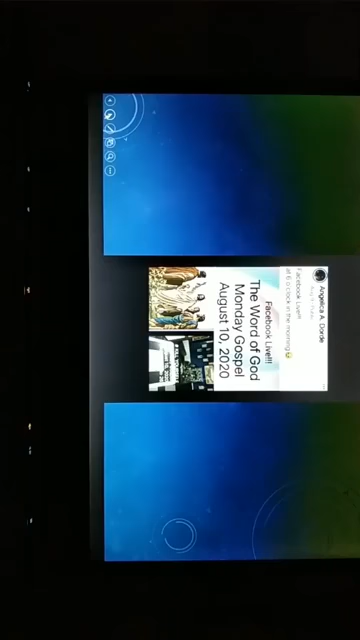 Angelica A. Darde
Facebook Live!!!
at 6 o'clock in the morning
Facebook Live!!!
The Word of God
Monday Gospel
August 10, 2020